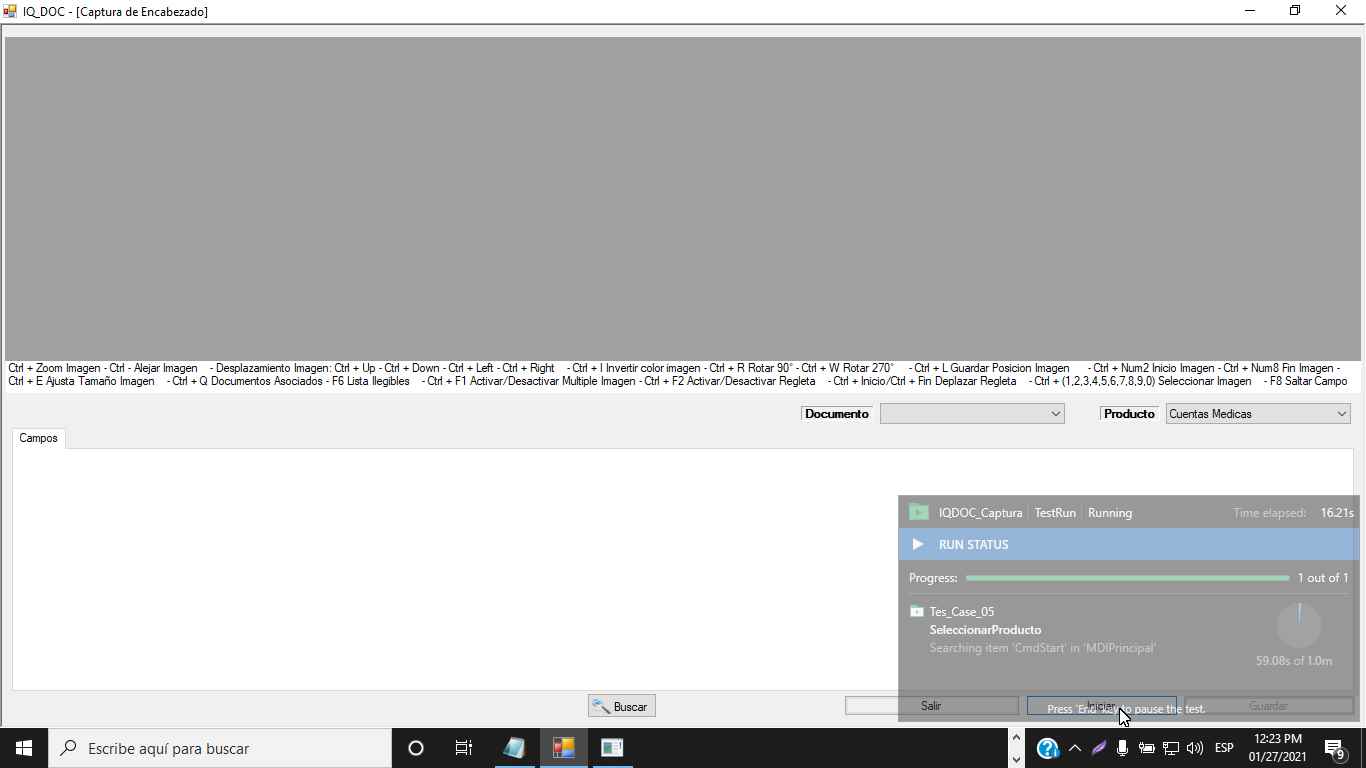 IQ_DOC - [Captura de Encabezado]
Ctrl + Zoom Imagen - Ctrl - Alejar Imagen - Desplazamiento Imagen: Ctrl + Up - Ctrl + Down - Ctrl + Left - Ctrl + Right - Ctrl + I Invertir color imagen - Ctrl + R Rotar 90° - Ctrl + W Rotar 270° - Ctrl + L Guardar Posicion Imagen - Ctrl + Num2 Inicio Imagen - Ctrl + Num8 Fin Imagen -
Ctrl + E Ajusta Tamaño Imagen - Ctrl + Q Documentos Asociados - F6 Lista Ilegibles - Ctrl + F1 Activar/Desactivar Multiple Imagen - Ctrl + F2 Activar/Desactivar Regleta - Ctrl + Inicio/Ctrl + Fin Deplazar Regleta - Ctrl + (1,2,3,4,5,6,7,8,9,0) Seleccionar Imagen - F8 Saltar Campo
Documento Producto Cuentas Medicas
Campos
IQDOC_Captura TestRun Running Time elapsed: 16.21s
RUN STATUS
Progress: 1 out of 1
Tes_Case_05
SeleccionarProducto
Searching item 'CmdStart' in 'MDIPrincipal'
59.08s of 1.0m
Buscar Salir Iniciar Guardar
Press 'End' key to pause the test.
Escribe aquí para buscar
ESP
12:23 PM
01/27/2021
9